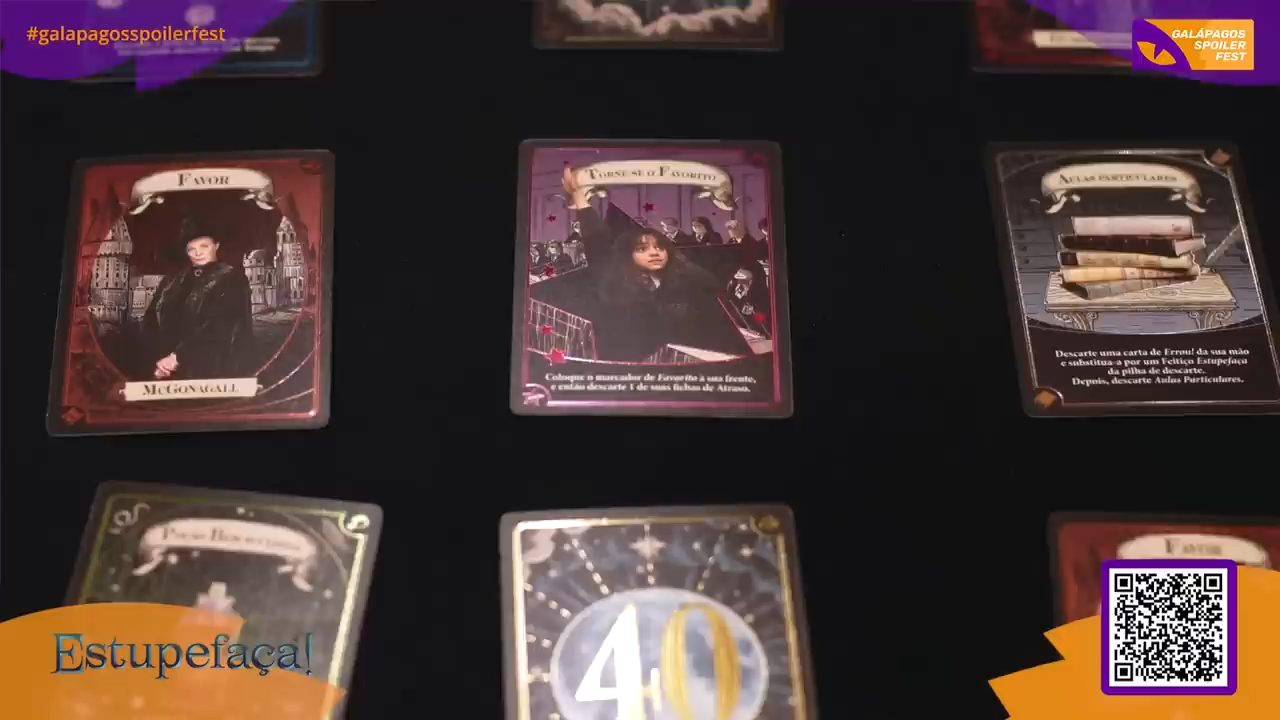 #galapagosspoilerfest
GALÁPAGOS
SPOILER
FEST
FAVOR
MCGONAGALL
TORNE-SE O FAVORITO
Coloque o marcador de Favorito à sua frente,
e então descarte 1 de suas fichas de Atraso.
AULAS PARTICULARES
Descarte uma carta de Errou! da sua mão
e substitua-a por um Feitiço Estupefaça
da pilha de descarte.
Depois, descarte Aulas Particulares.
40
FAVOR
Estupefaça!